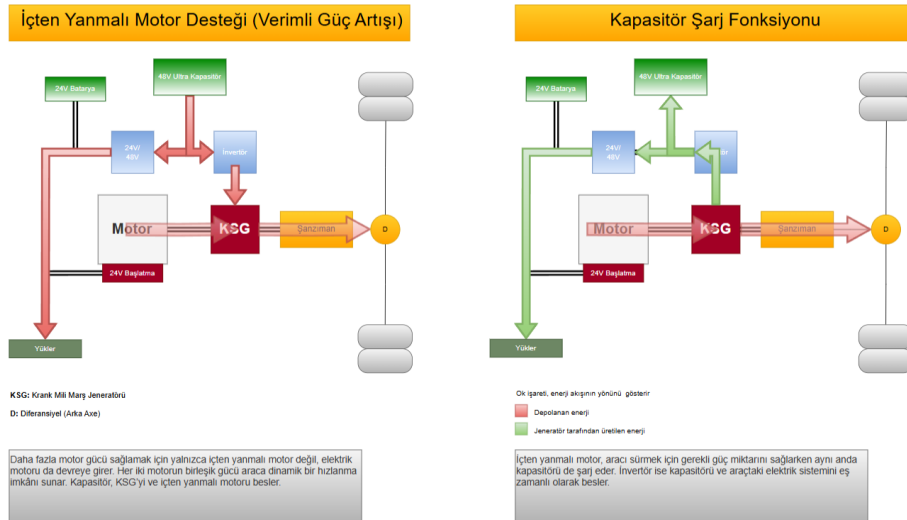 İçten Yanmalı Motor Desteği (Verimli Güç Artışı)
24V Batarya
48V Ultra Kapasitör
24V/
48V
İnvertör
Motor
KSG
Şanzıman
D
24V Başlatma
Yükler
KSG: Krank Mili Marş Jeneratörü
D: Diferansiyel (Arka Axe)
Daha fazla motor gücü sağlamak için yalnızca içten yanmalı motor değil, elektrik
motoru da devreye girer. Her iki motorun birleşik gücü araca dinamik bir hızlanma
imkânı sunar. Kapasitör, KSG'yi ve içten yanmalı motoru besler.
Kapasitör Şarj Fonksiyonu
24V Batarya
48V Ultra Kapasitör
24V/
48V
Motor
KSG
Şanzıman
D
24V Başlatma
Yükler
Ok işareti, enerji akışının yönünü gösterir
Depolanan enerji
Jeneratör tarafından üretilen enerji
İçten yanmalı motor, aracı sürmek için gerekli güç miktarını sağlarken aynı anda
kapasitörü de şarj eder. İnvertör ise kapasitörü ve araçtaki elektrik sistemini eş
zamanlı olarak besler.